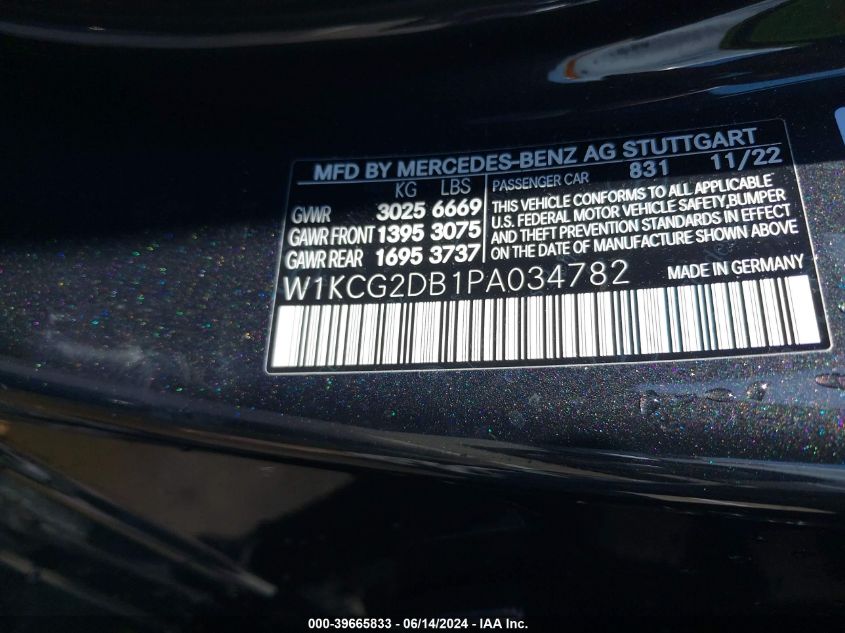 MFD BY MERCEDES-BENZ AG STUTTGART
KG LBS
GVWR 3025 6669
GAWR FRONT 1395 3075
GAWR REAR 1695 3737
PASSENGER CAR 831 11/22
THIS VEHICLE CONFORMS TO ALL APPLICABLE
U.S. FEDERAL MOTOR VEHICLE SAFETY,BUMPER
AND THEFT PREVENTION STANDARDS IN EFFECT
ON THE DATE OF MANUFACTURE SHOWN ABOVE
W1KCG2DB1PA034782
MADE IN GERMANY
000-39665833 - 06/14/2024 - IAA Inc.